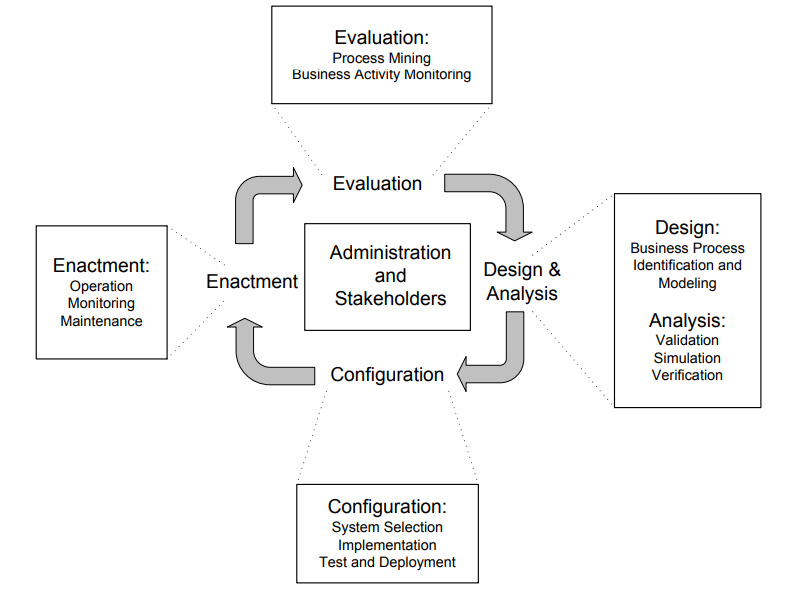 Evaluation:
Process Mining
Business Activity Monitoring
Evaluation
Enactment:
Operation
Monitoring
Maintenance
Enactment
Administration
and
Stakeholders
Design &
Analysis
Design:
Business Process
Identification and
Modeling
Analysis:
Validation
Simulation
Verification
Configuration
Configuration:
System Selection
Implementation
Test and Deployment